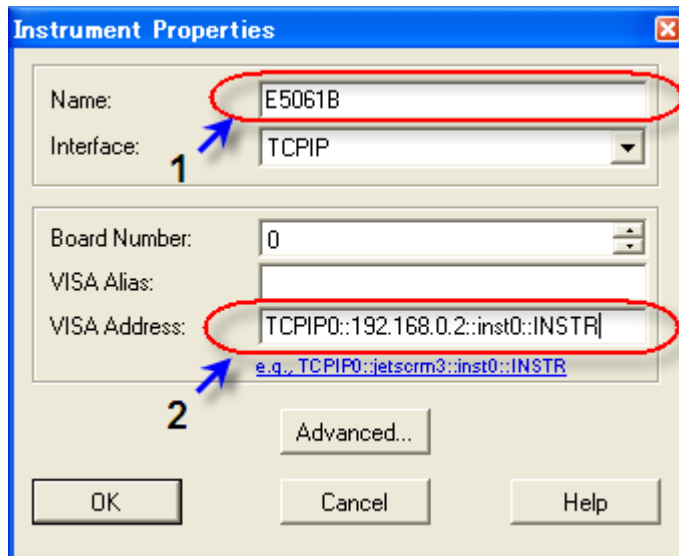 Instrument Properties
Name: E5061B
1
Interface: TCPIP
Board Number: 0
VISA Alias:
VISA Address: TCPIP0::192.168.0.2::inst0::INSTR
e.g., TCPIP0::jetscrm3::inst0::INSTR
2
Advanced...
OK Cancel Help